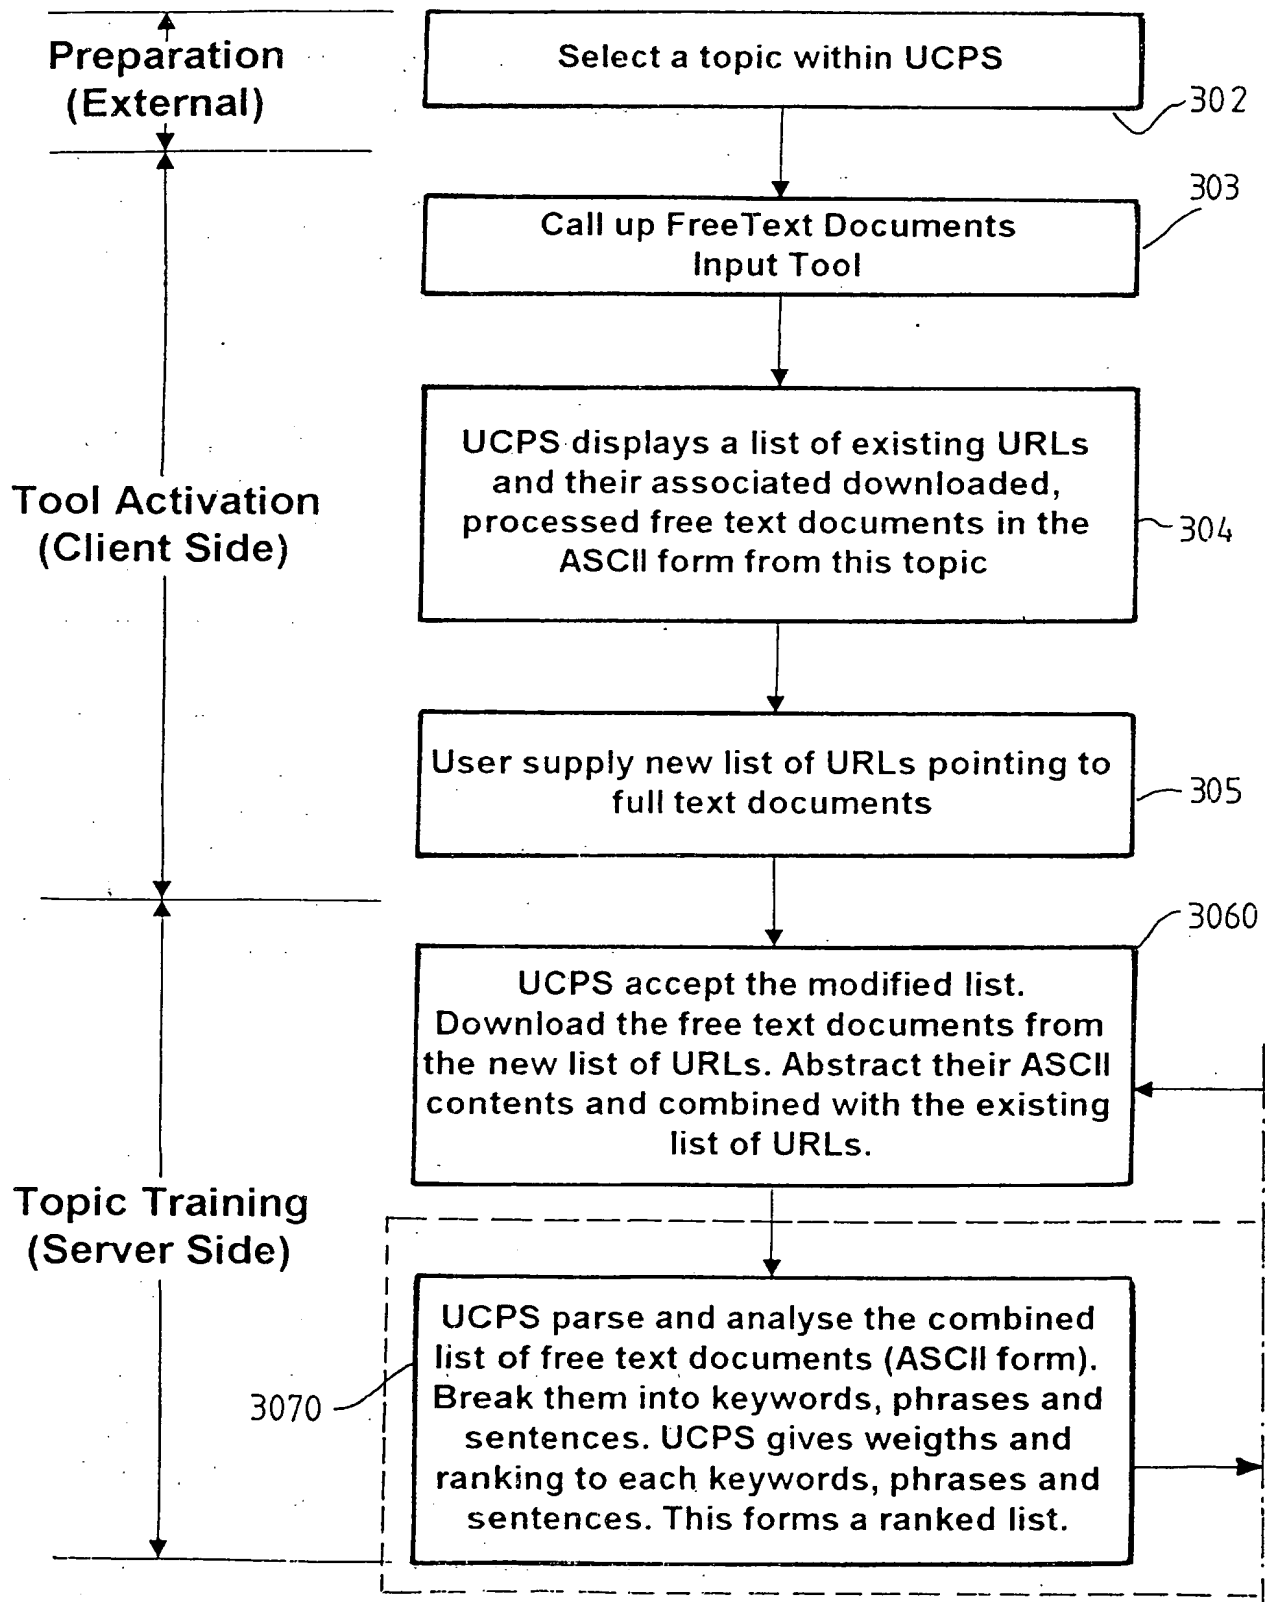 Preparation
(External)
Select a topic within UCPS
302
303
Call up FreeText Documents
Input Tool
Tool Activation
(Client Side)
UCPS displays a list of existing URLs
and their associated downloaded,
processed free text documents in the
ASCII form from this topic
304
User supply new list of URLs pointing to
full text documents
305
3060
UCPS accept the modified list.
Download the free text documents from
the new list of URLs. Abstract their ASCII
contents and combined with the existing
list of URLs.
Topic Training
(Server Side)
UCPS parse and analyse the combined
list of free text documents (ASCII form).
Break them into keywords, phrases and
sentences. UCPS gives weigths and
ranking to each keywords, phrases and
sentences. This forms a ranked list.
3070